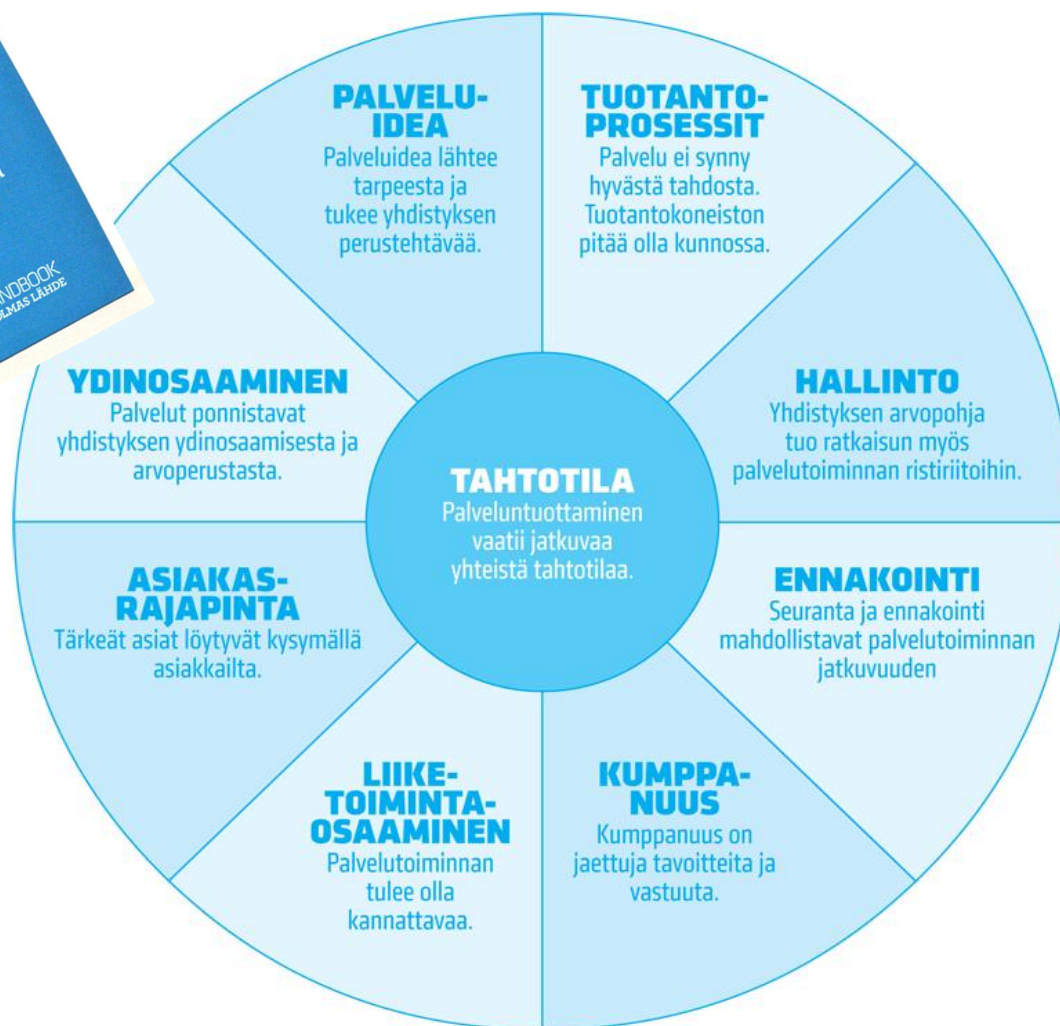 NDBOOK
OLMAS LÄHDE
PALVELU-
IDEA
Palveluidea lähtee
tarpeesta ja
tukee yhdistyksen
perustehtävää.
TUOTANTO-
PROSESSIT
Palvelu ei synny
hyvästä tahdosta.
Tuotantokoneiston
pitää olla kunnossa.
YDINOSAAMINEN
Palvelut ponnistavat
yhdistyksen ydinosaamisesta ja
arvoperustasta.
HALLINTO
Yhdistyksen arvopohja
tuo ratkaisun myös
palvelutoiminnan ristiriitoihin.
TAHTOTILA
Palveluntuottaminen
vaatii jatkuvaa
yhteistä tahtotilaa.
ASIAKAS-
RAJAPINTA
Tärkeät asiat löytyvät kysymällä
asiakkailta.
ENNAKOINTI
Seuranta ja ennakointi
mahdollistavat palvelutoiminnan
jatkuvuuden
LIIKE-
TOIMINTA-
OSAAMINEN
Palvelutoiminnan
tulee olla
kannattavaa.
KUMPPA-
NUUS
Kumppanuus on
jaettuja tavoitteita ja
vastuuta.